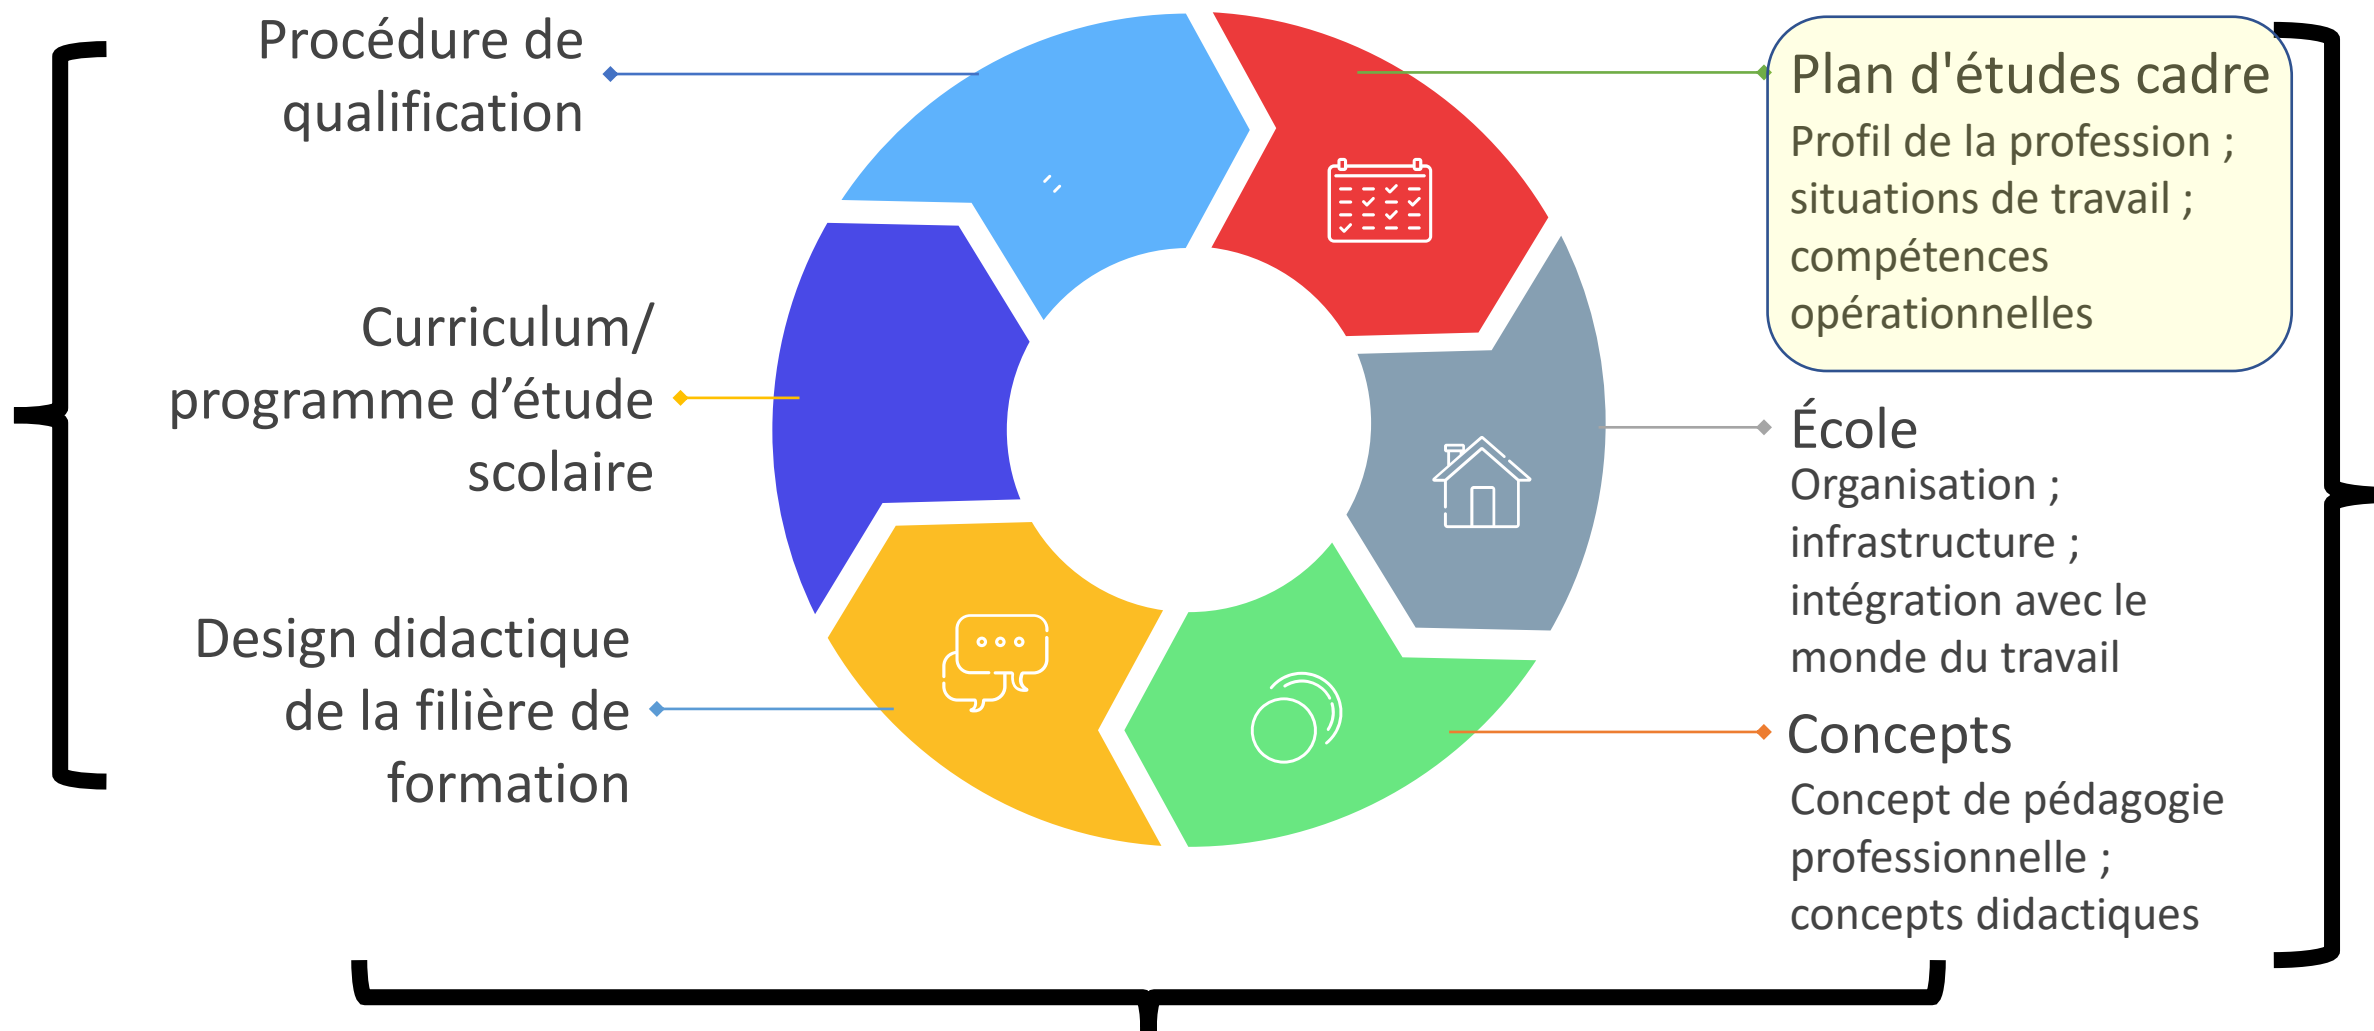 Procédure de
qualification
Curriculum/
programme d’étude
scolaire
Design didactique
de la filière de
formation
Plan d'études cadre
Profil de la profession ;
situations de travail ;
compétences
opérationnelles
École
Organisation ;
infrastructure ;
intégration avec le
monde du travail
Concepts
Concept de pédagogie
professionnelle ;
concepts didactiques